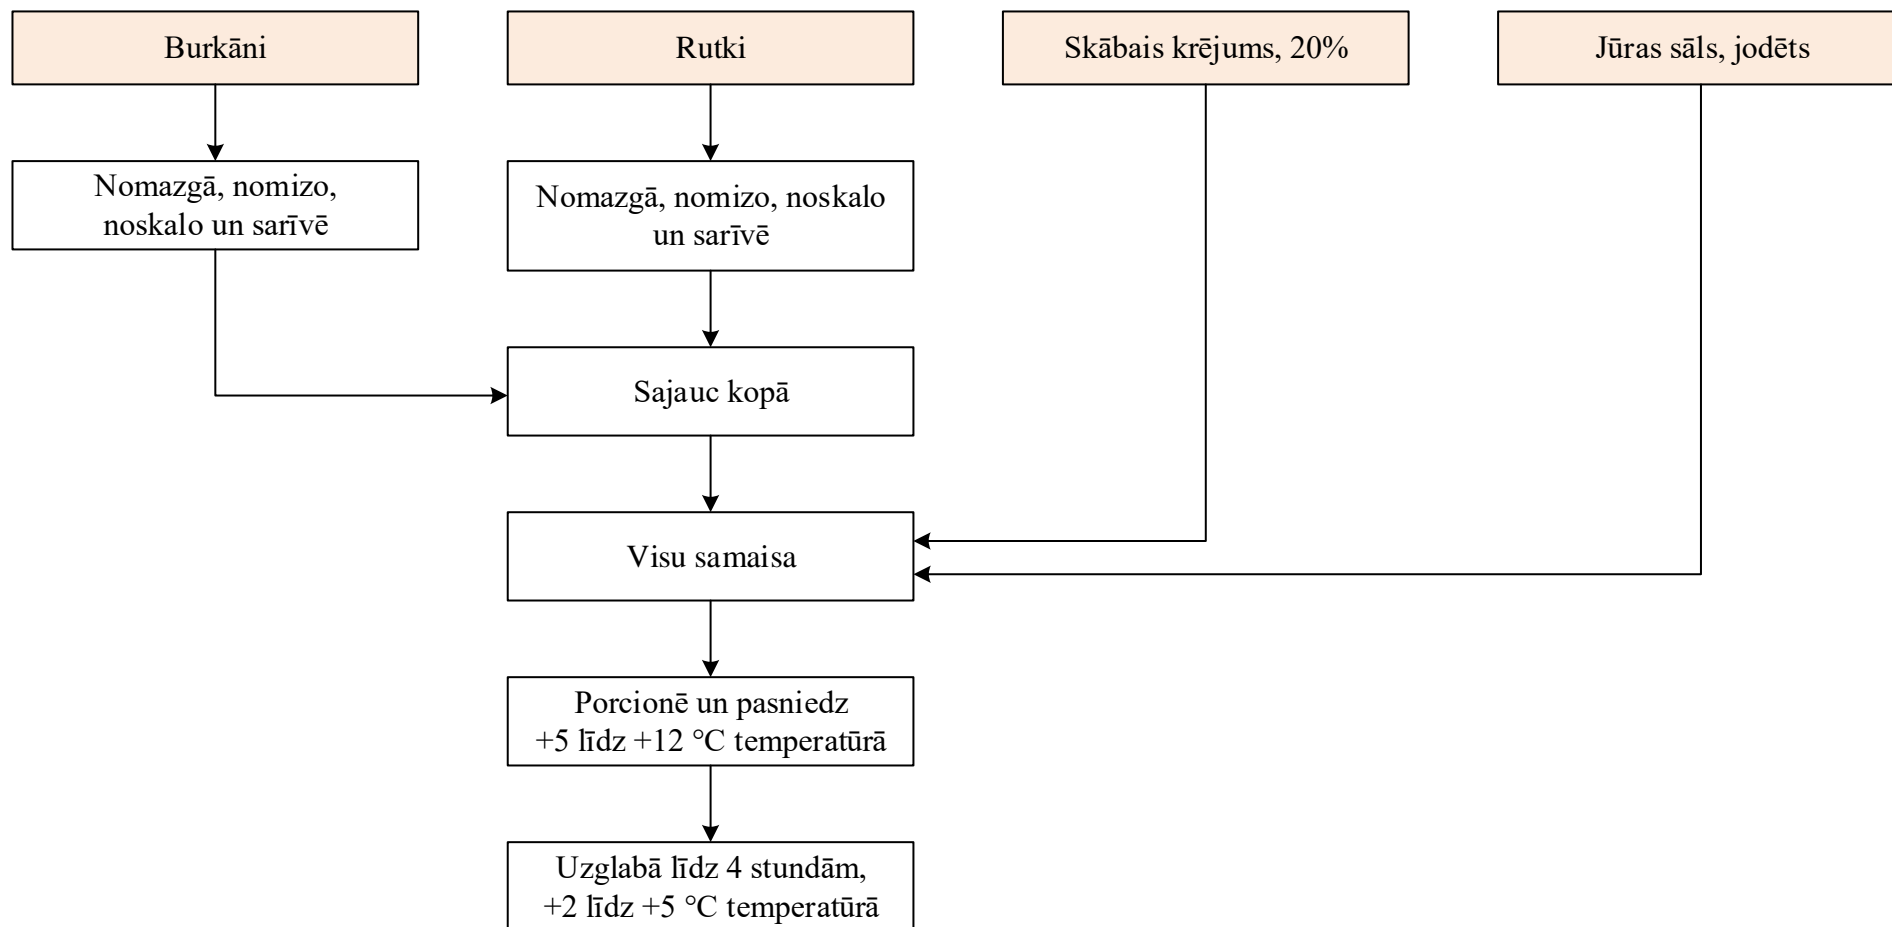 Burkāni
Rutki
Skābais krējums, 20%
Jūras sāls, jodēts
Nomazgā, nomizo,
noskalo un sarīvē
Nomazgā, nomizo, noskalo
un sarīvē
Sajauc kopā
Visu samaisa
Porcionē un pasniedz
+5 līdz +12 °C temperatūrā
Uzglabā līdz 4 stundām,
+2 līdz +5 °C temperatūrā